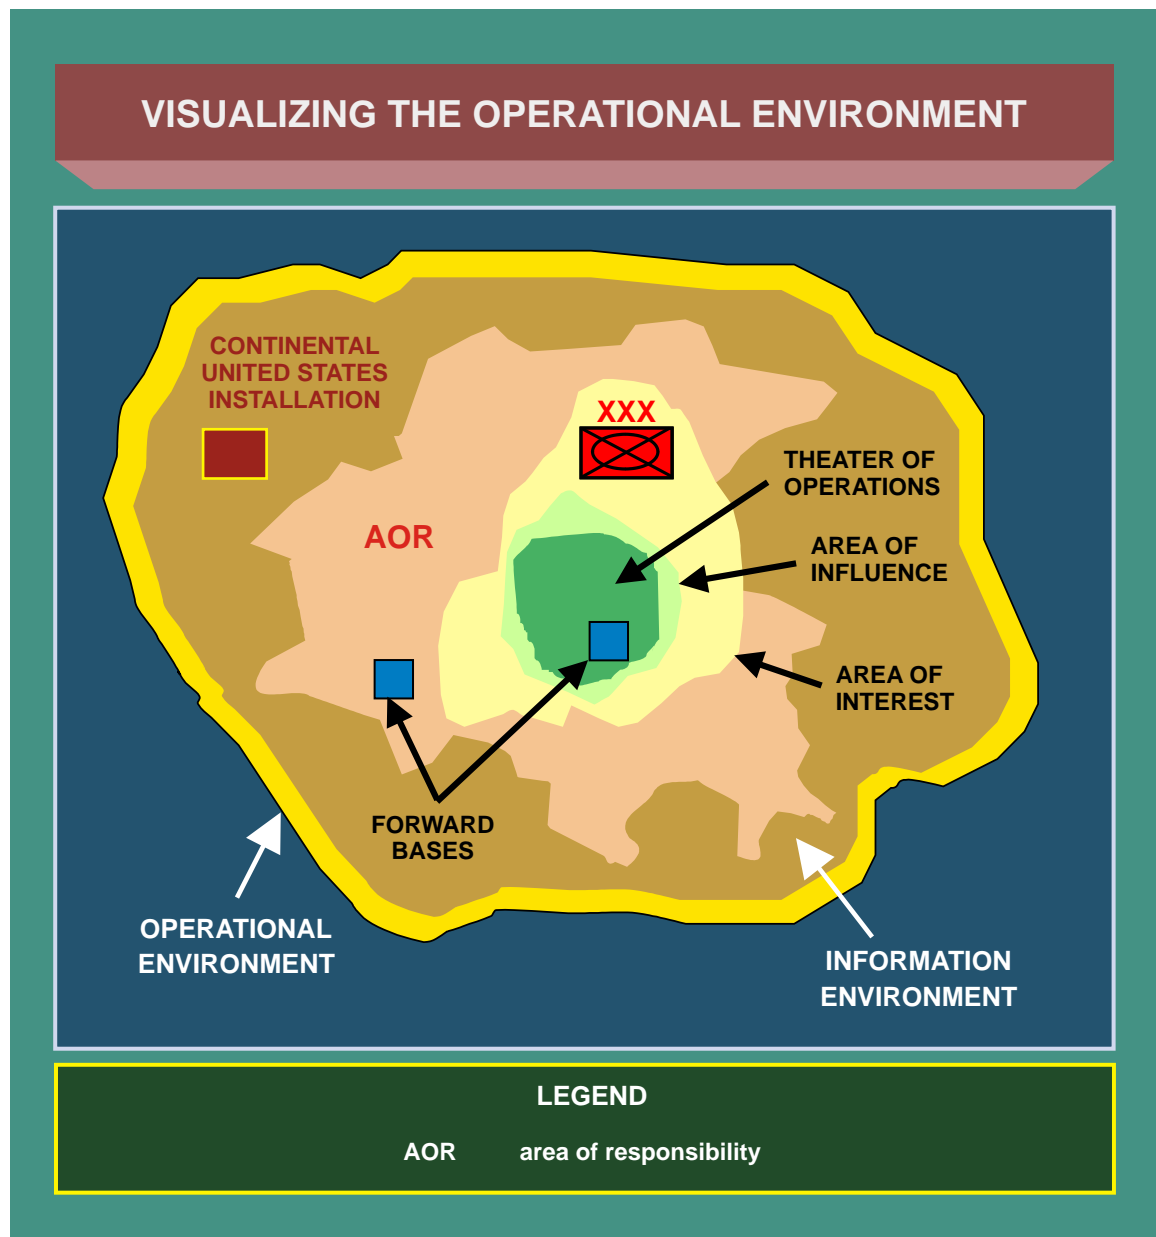 VISUALIZING THE OPERATIONAL ENVIRONMENT
CONTINENTAL
UNITED STATES
INSTALLATION
XXX
THEATER OF
OPERATIONS
AOR
AREA OF
INFLUENCE
AREA OF
INTEREST
FORWARD
BASES
OPERATIONAL
ENVIRONMENT
INFORMATION
ENVIRONMENT
LEGEND
AOR area of responsibility